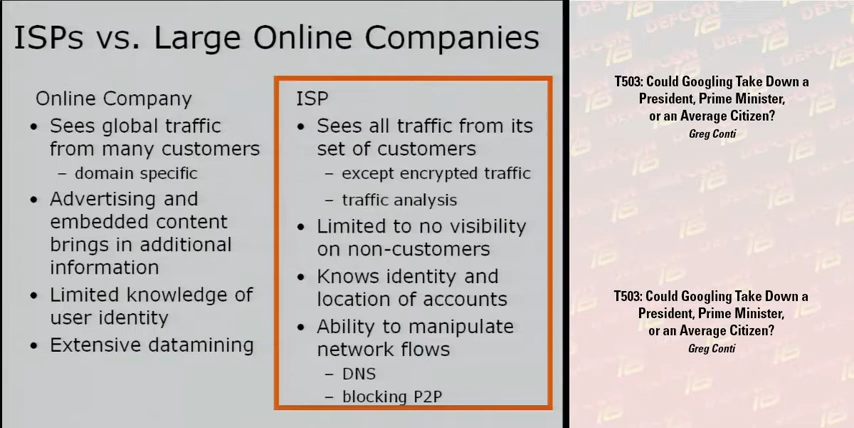 ISPs vs. Large Online Companies
Online Company
• Sees global traffic
from many customers
– domain specific
• Advertising and
embedded content
brings in additional
information
• Limited knowledge of
user identity
• Extensive datamining
ISP
• Sees all traffic from its
set of customers
– except encrypted traffic
– traffic analysis
• Limited to no visibility
on non-customers
• Knows identity and
location of accounts
• Ability to manipulate
network flows
– DNS
– blocking P2P
T503: Could Googling Take Down a
President, Prime Minister,
or an Average Citizen?
Greg Conti
T503: Could Googling Take Down a
President, Prime Minister,
or an Average Citizen?
Greg Conti